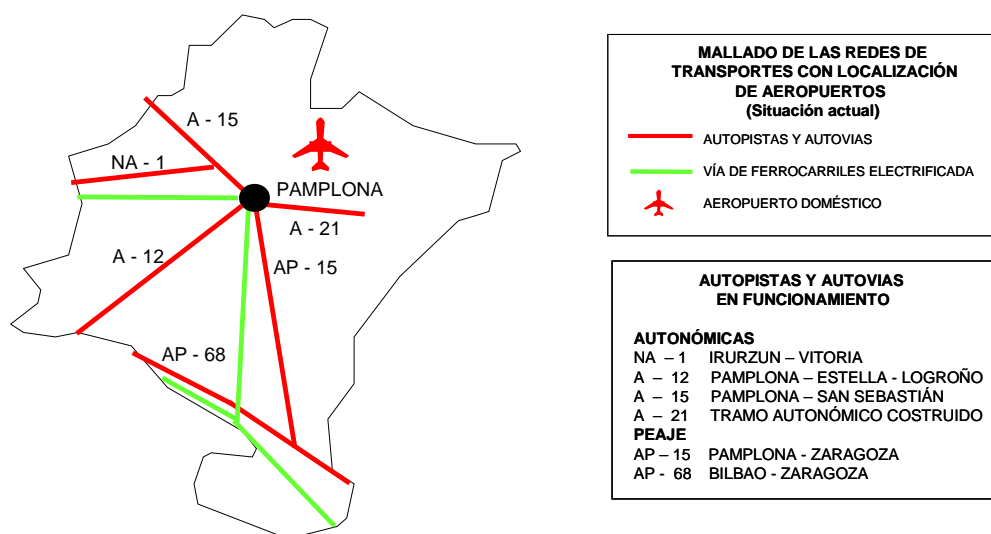 A - 15
NA - 1
PAMPLONA
A - 21
A - 12
AP - 15
AP - 68
MALLADO DE LAS REDES DE
TRANSPORTES CON LOCALIZACIÓN
DE AEROPUERTOS
(Situación actual)
AUTOPISTAS Y AUTOVIAS
VÍA DE FERROCARRILES ELECTRIFICADA
AEROPUERTO DOMÉSTICO
AUTOPISTAS Y AUTOVIAS
EN FUNCIONAMIENTO
AUTONÓMICAS
NA – 1 IRURZUN – VITORIA
A – 12 PAMPLONA – ESTELLA - LOGROÑO
A – 15 PAMPLONA – SAN SEBASTIÁN
A – 21 TRAMO AUTONÓMICO COSTRUIDO
PEAJE
AP – 15 PAMPLONA - ZARAGOZA
AP - 68 BILBAO - ZARAGOZA